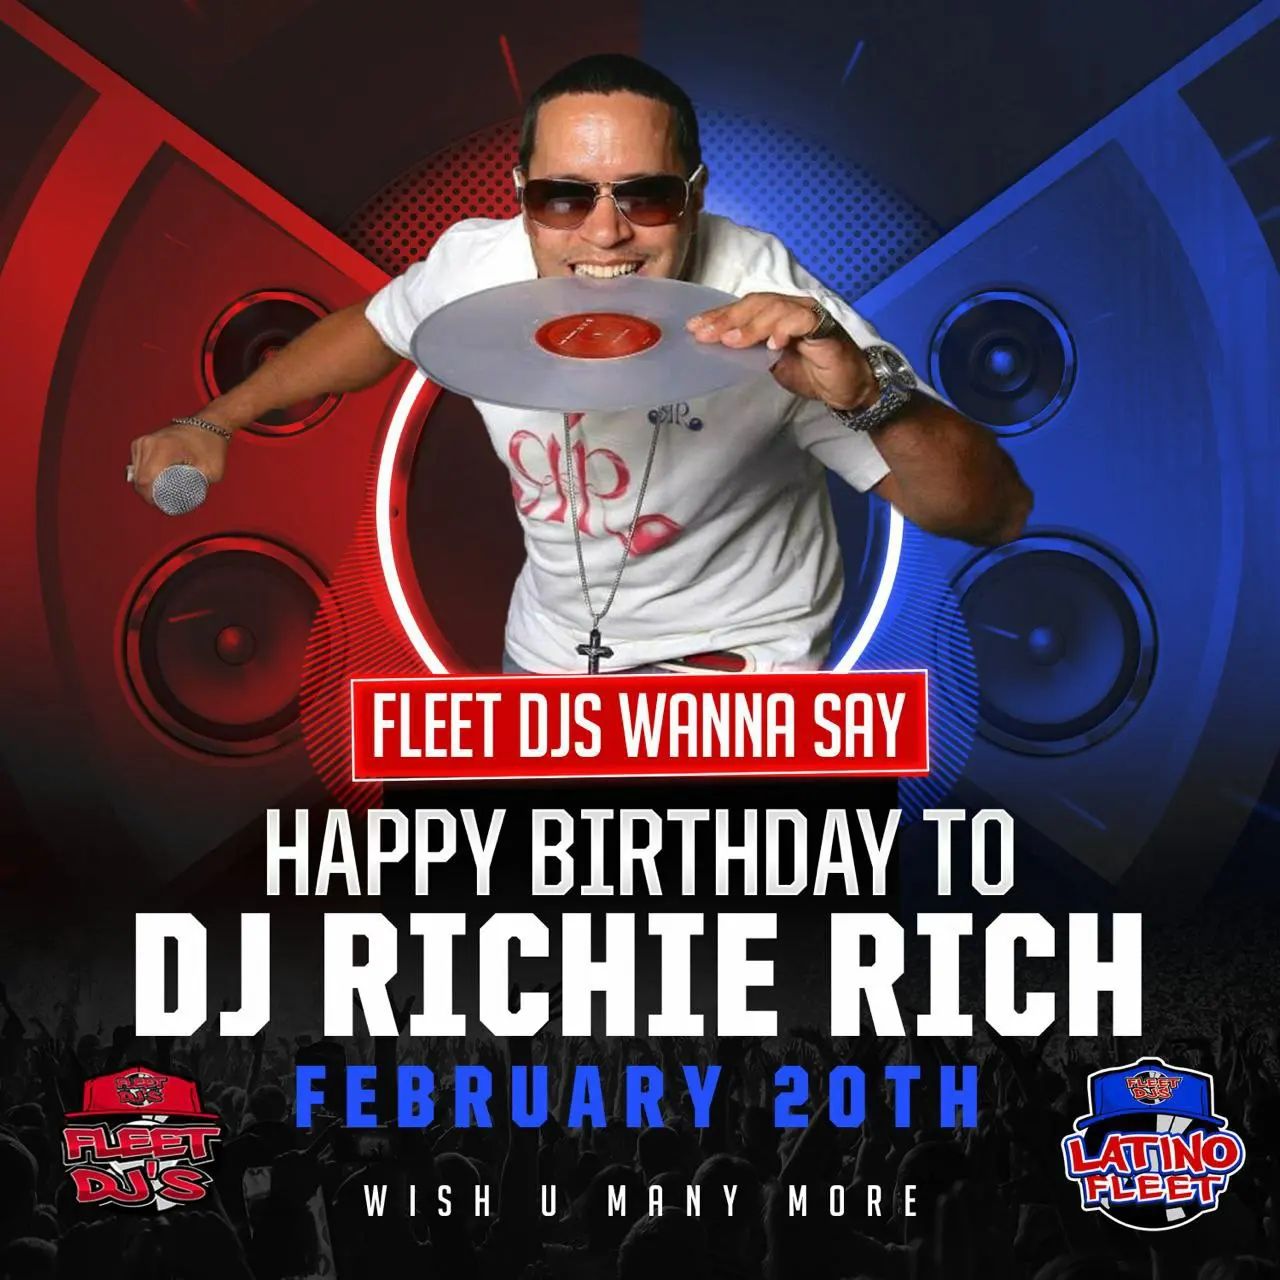 FLEET DJS WANNA SAY
HAPPY BIRTHDAY TO
DJ RICHIE RICH
FEBRUARY 20TH
WISH U MANY MORE
FLEET
DJ'S
FLEET
DJ'S
FLEET
DJS
LATINO
FLEET